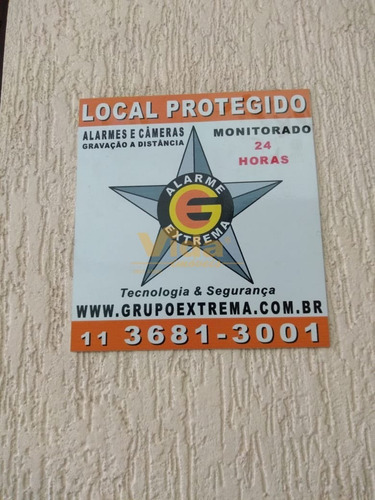 LOCAL PROTEGIDO
ALARMES E CÂMERAS
GRAVAÇÃO A DISTÂNCIA
MONITORADO
24
HORAS
ALARME
G
EXTREMA
Tecnologia & Segurança
WWW.GRUPOEXTREMA.COM.BR
11 3681-3001